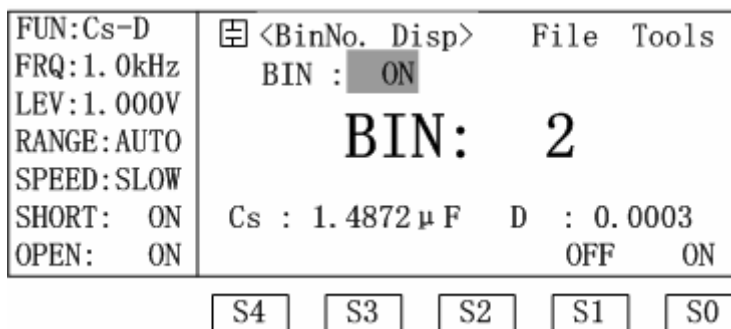 FUN:Cs-D
FRQ:1.0kHz
LEV:1.000V
RANGE:AUTO
SPEED:SLOW
SHORT: ON
OPEN: ON
<BinNo. Disp> File Tools
BIN : ON
BIN: 2
Cs : 1.4872μF D : 0.0003
OFF ON
S4 S3 S2 S1 S0